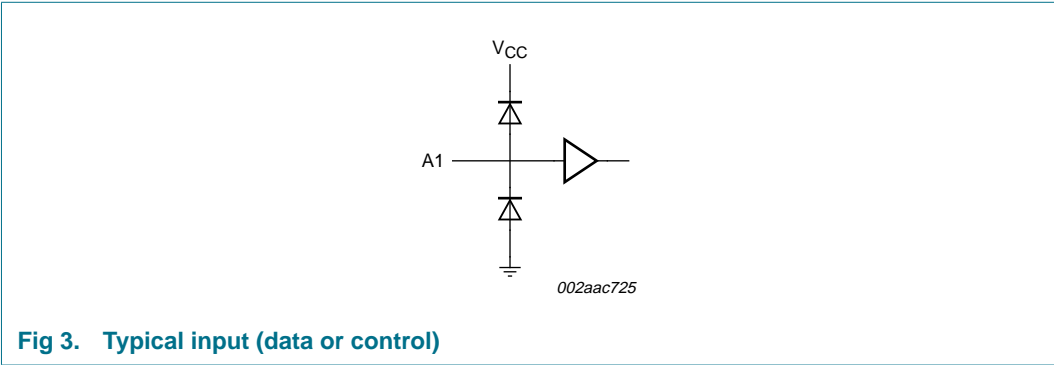 VCC
A1
002aac725
Fig 3. Typical input (data or control)